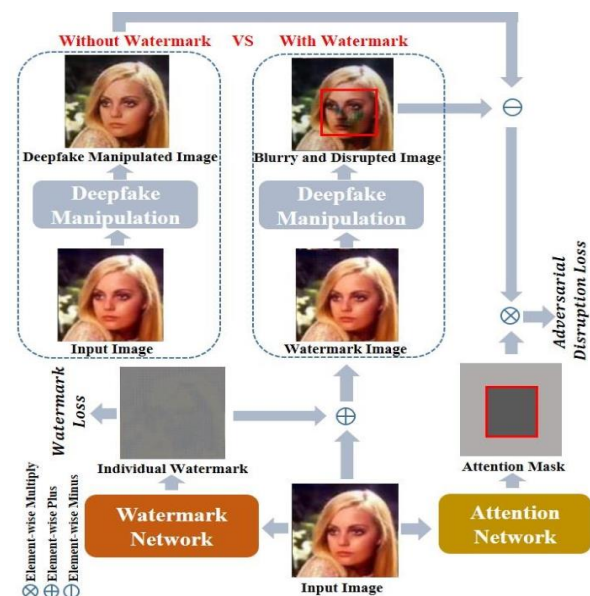 Without Watermark VS With Watermark
Deepfake Manipulated Image
Blurry and Disrupted Image
Deepfake
Manipulation
Deepfake
Manipulation
Input Image
Watermark Image
Adversarial
Disruption Loss
Watermark
Loss
Individual Watermark
Attention Mask
Watermark
Network
Attention
Network
Input Image
Element-wise Multiply
Element-wise Plus
Element-wise Minus